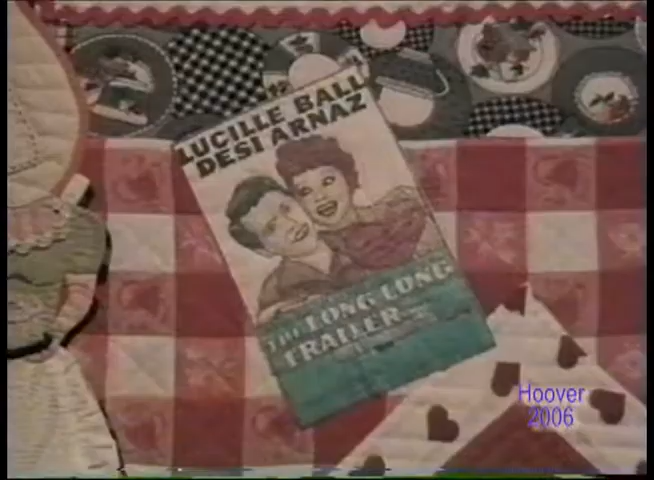 LUCILLE BALL
DESI ARNAZ
THE LONG, LONG
TRAILER
Hoover
2006